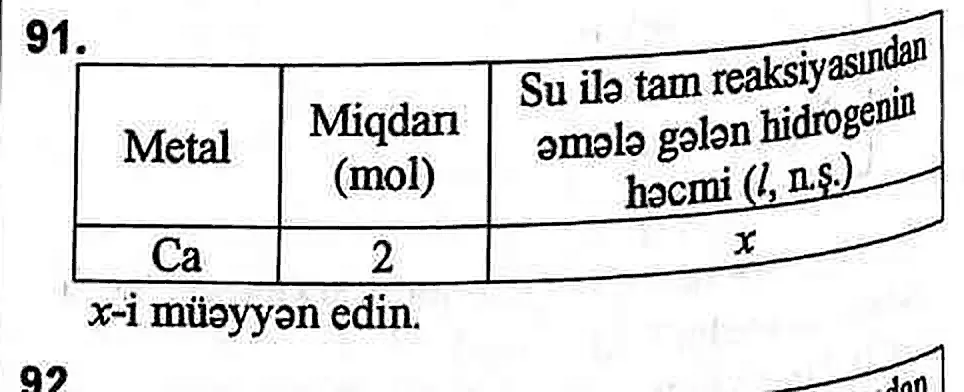 91.
Metal
Miqdarı
(mol)
Su ilə tam reaksiyasından
əmələ gələn hidrogenin
həcmi (l, n.ş.)
Ca
2
x
x-i müəyyən edin.
92